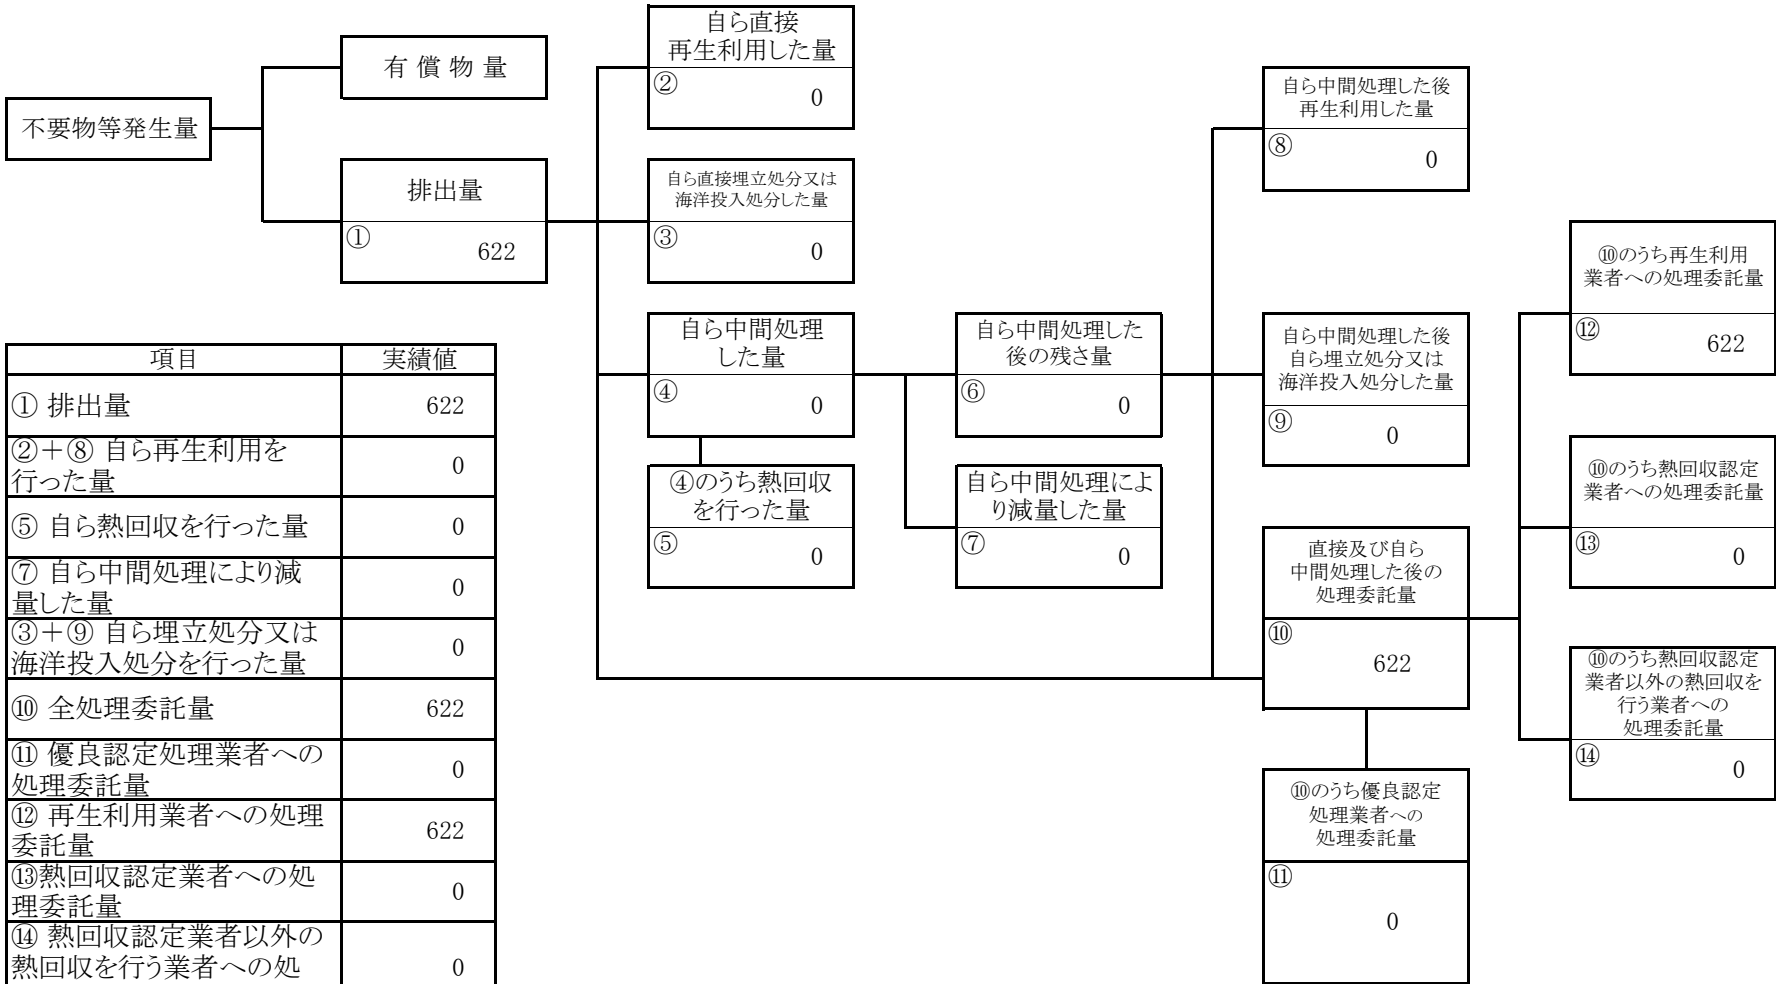 不要物等発生量
有償物量
排出量
①
622
自ら直接
再生利用した量
②
0
自ら直接埋立処分又は
海洋投入処分した量
③
0
自ら中間処理
した量
④
0
④のうち熱回収
を行った量
⑤
0
自ら中間処理した
後の残さ量
⑥
0
自ら中間処理によ
り減量した量
⑦
0
自ら中間処理した後
再生利用した量
⑧
0
自ら中間処理した後
自ら埋立処分又は
海洋投入処分した量
⑨
0
直接及び自ら
中間処理した後の
処理委託量
⑩
622
⑩のうち優良認定
処理業者への
処理委託量
⑪
0
⑩のうち再生利用
業者への処理委託量
⑫
622
⑩のうち熱回収認定
業者への処理委託量
⑬
0
⑩のうち熱回収認定
業者以外の熱回収を
行う業者への
処理委託量
⑭
0
項目 実績値
① 排出量 622
②＋⑧ 自ら再生利用を
行った量 0
⑤ 自ら熱回収を行った量 0
⑦ 自ら中間処理により減
量した量 0
③＋⑨ 自ら埋立処分又は
海洋投入処分を行った量 0
⑩ 全処理委託量 622
⑪ 優良認定処理業者への
処理委託量 0
⑫ 再生利用業者への処理
委託量 622
⑬熱回収認定業者への処
理委託量 0
⑭ 熱回収認定業者以外の
熱回収を行う業者への処 0